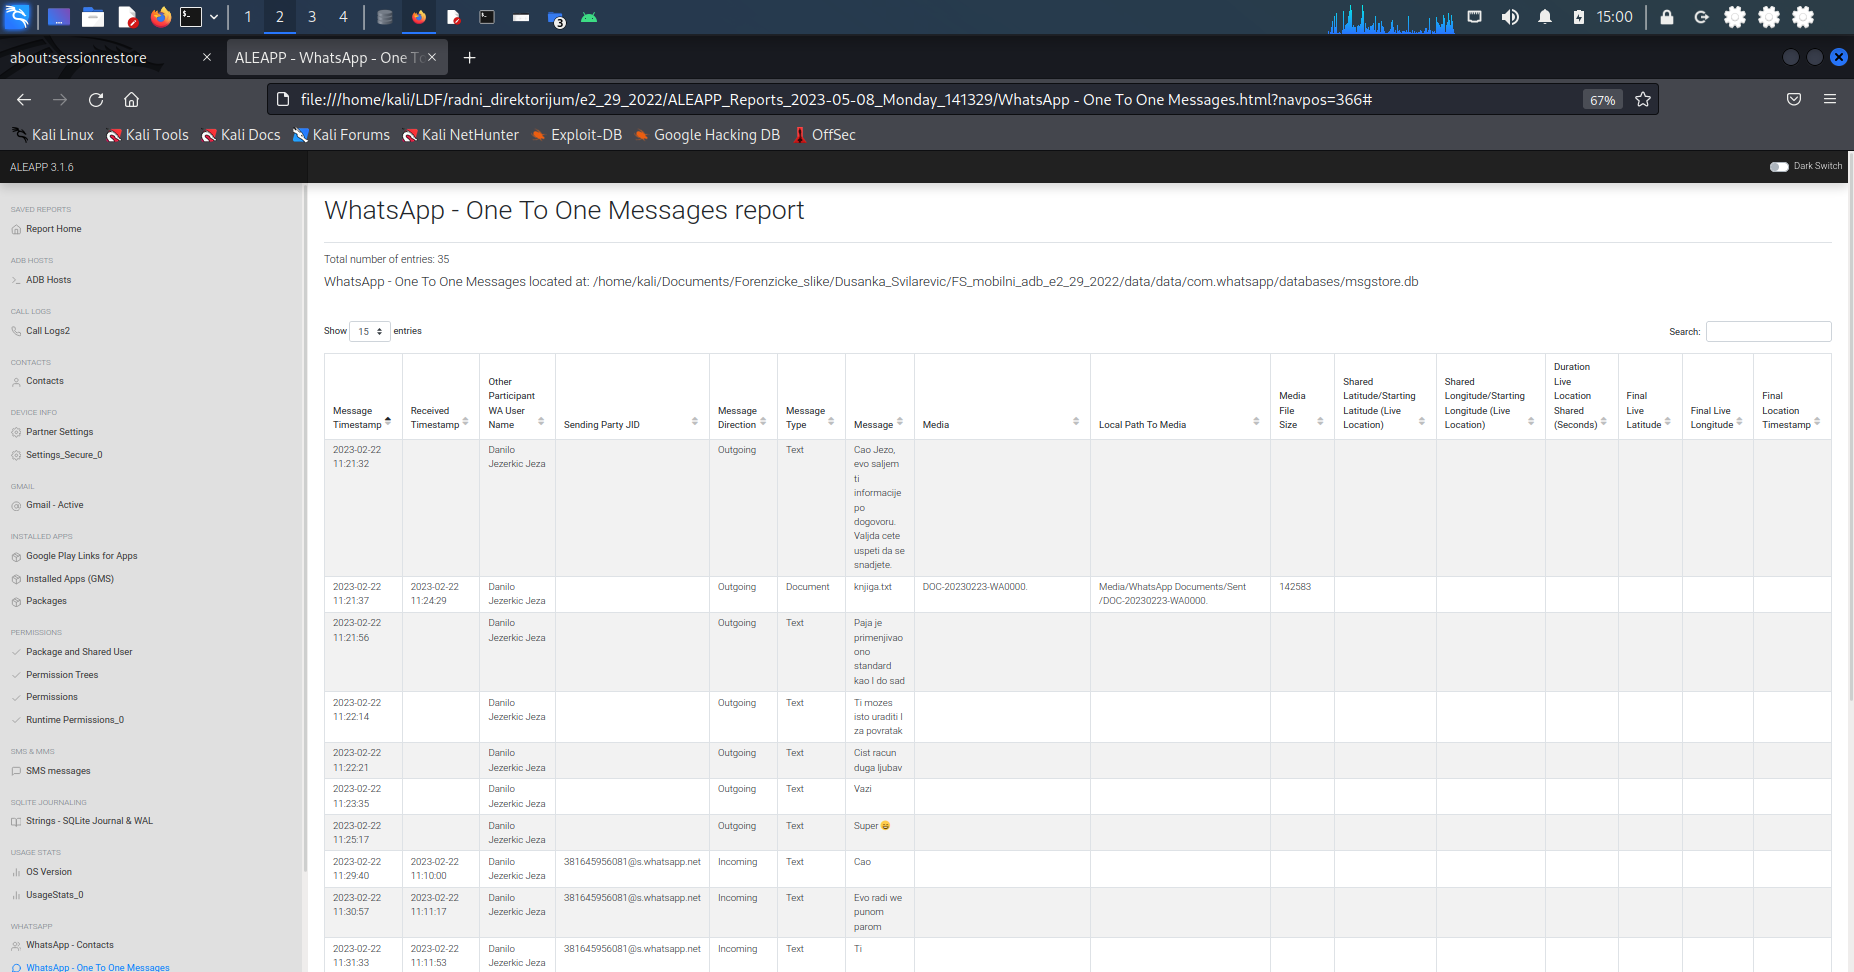 1 2 3 4 3 15:00
about:sessionrestore
ALEAPP - WhatsApp - One To
file:///home/kali/LDF/radni_direktorijum/e2_29_2022/ALEAPP_Reports_2023-05-08_Monday_141329/WhatsApp - One To One Messages.html?navpos=366#
67%
Kali Linux Kali Tools Kali Docs Kali Forums Kali NetHunter Exploit-DB Google Hacking DB OffSec
ALEAPP 3.1.6
Dark Switch
SAVED REPORTS
Report Home
ADB HOSTS
ADB Hosts
CALL LOGS
Call Logs2
CONTACTS
Contacts
DEVICE INFO
Partner Settings
Settings_Secure_0
GMAIL
Gmail - Active
INSTALLED APPS
Google Play Links for Apps
Installed Apps (GMS)
Packages
PERMISSIONS
Package and Shared User
Permission Trees
Permissions
Runtime Permissions_0
SMS & MMS
SMS messages
SQLITE JOURNALING
Strings - SQLite Journal & WAL
USAGE STATS
OS Version
UsageStats_0
WHATSAPP
WhatsApp - Contacts
WhatsApp - One To One Messages
WhatsApp - One To One Messages report
Total number of entries: 35
WhatsApp - One To One Messages located at: /home/kali/Documents/Forenzicke_slike/Dusanka_Svilarevic/FS_mobilni_adb_e2_29_2022/data/data/com.whatsapp/databases/msgstore.db
Show 15 entries
Search:
Message
Timestamp
Received
Timestamp
Other
Participant
WA User
Name
Sending Party JID
Message
Direction
Message
Type
Message
Media
Local Path To Media
Media
File
Size
Shared
Latitude/Starting
Latitude (Live
Location)
Shared
Longitude/Starting
Longitude (Live
Location)
Duration
Live
Location
Shared
(Seconds)
Final
Live
Latitude
Final Live
Longitude
Final
Location
Timestamp
2023-02-22
11:21:32
Danilo
Jezerkic Jeza
Outgoing
Text
Cao Jezo,
evo saljem
ti
informacije
po
dogovoru.
Valjda cete
uspeti da se
snadjete.
2023-02-22
11:21:37
2023-02-22
11:24:29
Danilo
Jezerkic Jeza
Outgoing
Document
knjiga.txt
DOC-20230223-WA0000.
Media/WhatsApp Documents/Sent
/DOC-20230223-WA0000.
142583
2023-02-22
11:21:56
Danilo
Jezerkic Jeza
Outgoing
Text
Paja je
primenjivao
ono
standard
kao I do sad
2023-02-22
11:22:14
Danilo
Jezerkic Jeza
Outgoing
Text
Ti mozes
isto uraditi I
za povratak
2023-02-22
11:22:21
Danilo
Jezerkic Jeza
Outgoing
Text
Cist racun
duga ljubav
2023-02-22
11:23:35
Danilo
Jezerkic Jeza
Outgoing
Text
Vazi
2023-02-22
11:25:17
Danilo
Jezerkic Jeza
Outgoing
Text
Super 😄
2023-02-22
11:29:40
2023-02-22
11:10:00
Danilo
Jezerkic Jeza
381645956081@s.whatsapp.net
Incoming
Text
Cao
2023-02-22
11:30:57
2023-02-22
11:11:17
Danilo
Jezerkic Jeza
381645956081@s.whatsapp.net
Incoming
Text
Evo radi we
punom
parom
2023-02-22
11:31:33
2023-02-22
11:11:53
Danilo
Jezerkic Jeza
381645956081@s.whatsapp.net
Incoming
Text
Ti